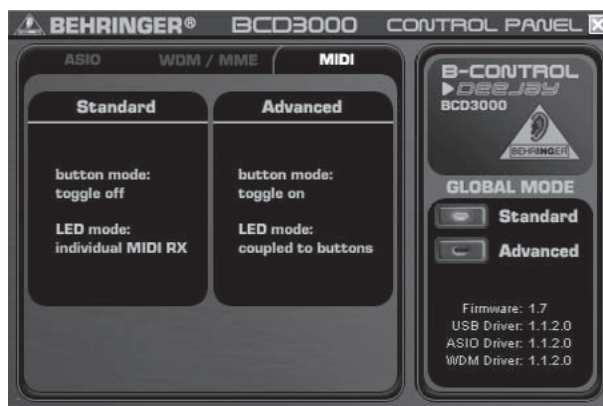 BEHRINGER® BCD3000 CONTROL PANEL X
ASIO WDM / MME MIDI
Standard
button mode:
toggle off
LED mode:
individual MIDI RX
Advanced
button mode:
toggle on
LED mode:
coupled to buttons
B-CONTROL
DEEJAY
BCD3000
BEHRINGER
GLOBAL MODE
Standard
Advanced
Firmware: 1.7
USB Driver: 1.1.2.0
ASIO Driver: 1.1.2.0
WDM Driver: 1.1.2.0